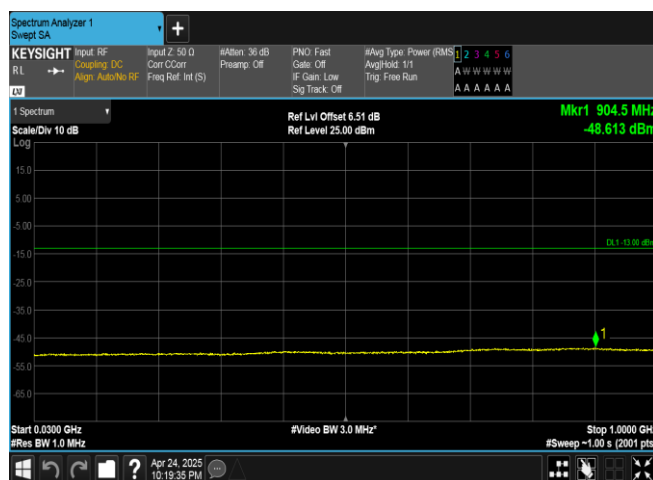 Spectrum Analyzer 1
Swept SA
+
KEYSIGHT Input: RF Input Z: 50 Ω #Atten: 36 dB PNO: Fast #Avg Type: Power (RMS 1 2 3 4 5 6
RL Coupling: DC Corr CCorr Preamp: Off Gate: Off Avg|Hold: 1/1 A W W W W W
Align: Auto/No RF Freq Ref: Int (S) IF Gain: Low Trig: Free Run
LXI Sig Track: Off A A A A A A
1 Spectrum Ref Lvl Offset 6.51 dB Mkr1 904.5 MHz
Scale/Div 10 dB Ref Level 25.00 dBm -48.613 dBm
Log
15.0
5.00
-5.00
DL1 -13.00 dBm
-25.0
-35.0
1
-45.0
-55.0
-65.0
Start 0.0300 GHz #Video BW 3.0 MHz* Stop 1.0000 GHz
#Res BW 1.0 MHz #Sweep ~1.00 s (2001 pts
? Apr 24, 2025
10:19:35 PM